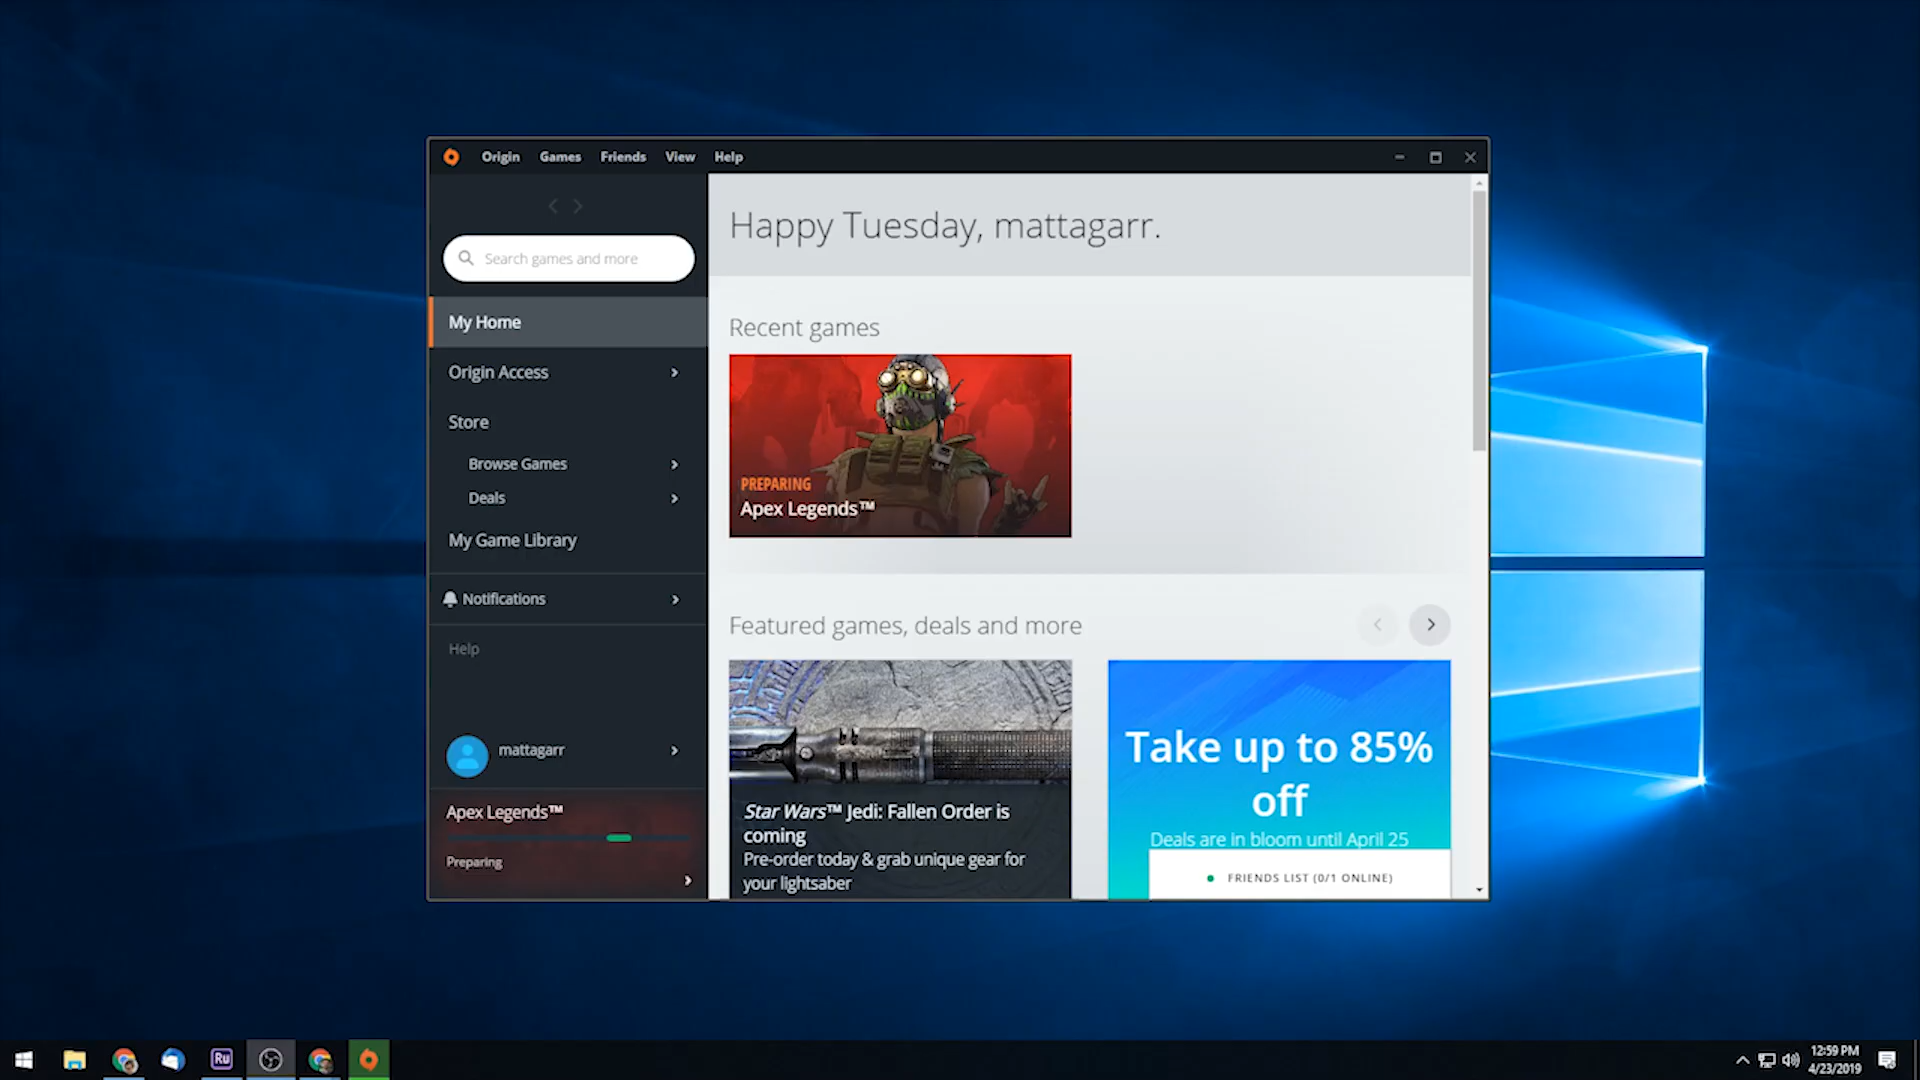 Origin Games Friends View Help
Search games and more
My Home
Origin Access
Store
Browse Games
Deals
My Game Library
Notifications
Help
mattagarr
Apex Legends™
Preparing
Happy Tuesday, mattagarr.
Recent games
PREPARING
Apex Legends™
Featured games, deals and more
Star Wars™ Jedi: Fallen Order is
coming
Pre-order today & grab unique gear for
your lightsaber
Take up to 85%
off
Deals are in bloom until April 25
FRIENDS LIST (0/1 ONLINE)
Ru
12:59 PM
4/23/2019